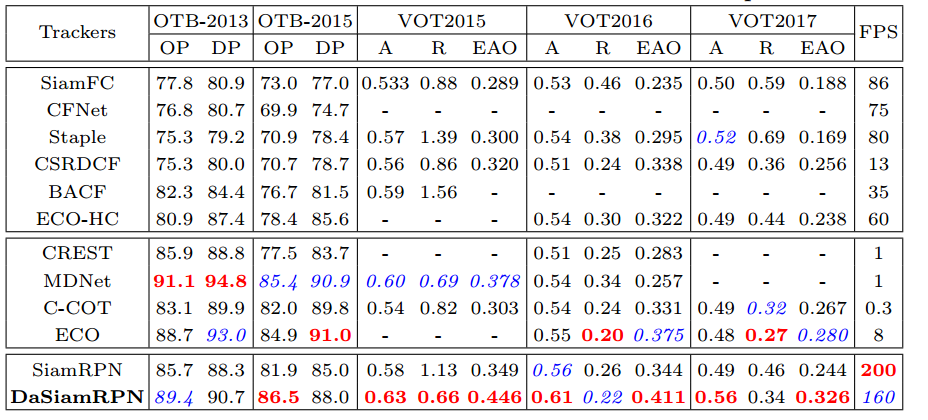 Trackers OTB-2013 OTB-2015 VOT2015 VOT2016 VOT2017 FPS
OP DP OP DP A R EAO A R EAO A R EAO
SiamFC 77.8 80.9 73.0 77.0 0.533 0.88 0.289 0.53 0.46 0.235 0.50 0.59 0.188 86
CFNet 76.8 80.7 69.9 74.7 - - - - - - - - - 75
Staple 75.3 79.2 70.9 78.4 0.57 1.39 0.300 0.54 0.38 0.295 0.52 0.69 0.169 80
CSRDCF 75.3 80.0 70.7 78.7 0.56 0.86 0.320 0.51 0.24 0.338 0.49 0.36 0.256 13
BACF 82.3 84.4 76.7 81.5 0.59 1.56 - - - - - - - 35
ECO-HC 80.9 87.4 78.4 85.6 - - - 0.54 0.30 0.322 0.49 0.44 0.238 60
CREST 85.9 88.8 77.5 83.7 - - - 0.51 0.25 0.283 - - - 1
MDNet 91.1 94.8 85.4 90.9 0.60 0.69 0.378 0.54 0.34 0.257 - - - 1
C-COT 83.1 89.9 82.0 89.8 0.54 0.82 0.303 0.54 0.24 0.331 0.49 0.32 0.267 0.3
ECO 88.7 93.0 84.9 91.0 - - - 0.55 0.20 0.375 0.48 0.27 0.280 8
SiamRPN 85.7 88.3 81.9 85.0 0.58 1.13 0.349 0.56 0.26 0.344 0.49 0.46 0.244 200
DaSiamRPN 89.4 90.7 86.5 88.0 0.63 0.66 0.446 0.61 0.22 0.411 0.56 0.34 0.326 160